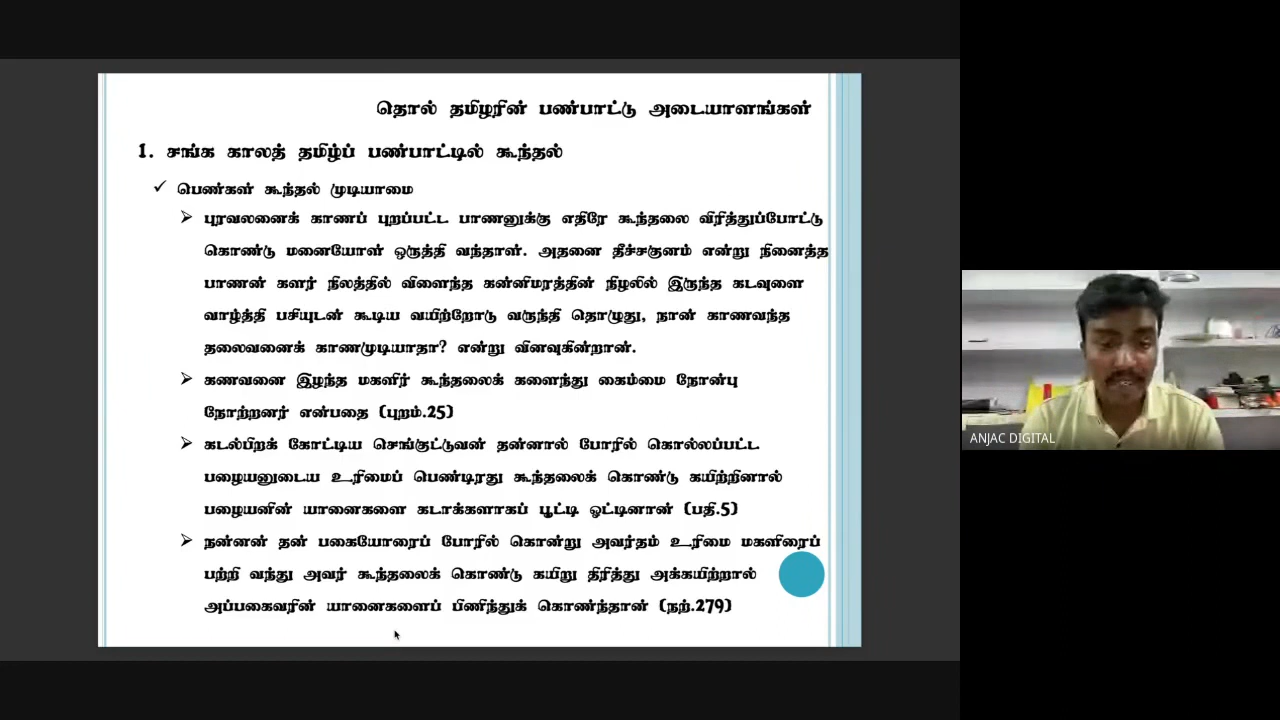 தொல் தமிழரின் பண்பாட்டு அடையாளங்கள்
1. சங்க காலத் தமிழ்ப் பண்பாட்டில் கூந்தல்
✓ பெண்கள் கூந்தல் முடியாமை
➢ புரவலனைக் காணப் புறப்பட்ட பாணனுக்கு எதிரே கூந்தலை விரித்துப்போட்டு
கொண்டு மனையோள் ஒருத்தி வந்தாள். அதனை தீச்சகுனம் என்று நினைத்த
பாணன் களர் நிலத்தில் விளைந்த கன்னிமரத்தின் நிழலில் இருந்த கடவுளை
வாழ்த்தி பசியுடன் கூடிய வயிற்றோடு வருந்தி தொழுது, நான் காணவந்த
தலைவனைக் காணமுடியாதா? என்று வினவுகின்றான்.
➢ கணவனை இழந்த மகளிர் கூந்தலைக் களைந்து கைம்மை நோன்பு
நோற்றனர் என்பதை (புறம்.25)
➢ கடல்பிறக் கோட்டிய செங்குட்டுவன் தன்னால் போரில் கொல்லப்பட்ட
பழையனுடைய உரிமைப் பெண்டிரது கூந்தலைக் கொண்டு கயிற்றினால்
பழையனின் யானைகளை கடாக்களாகப் பூட்டி ஓட்டினான் (பதி.5)
➢ நன்னன் தன் பகையோரைப் போரில் கொன்று அவர்தம் உரிமை மகளிரைப்
பற்றி வந்து அவர் கூந்தலைக் கொண்டு கயிறு திரித்து அக்கயிற்றால்
அப்பகைவரின் யானைகளைப் பிணிந்துக் கொண்ந்தான் (நற்.279)
ANJAC DIGITAL